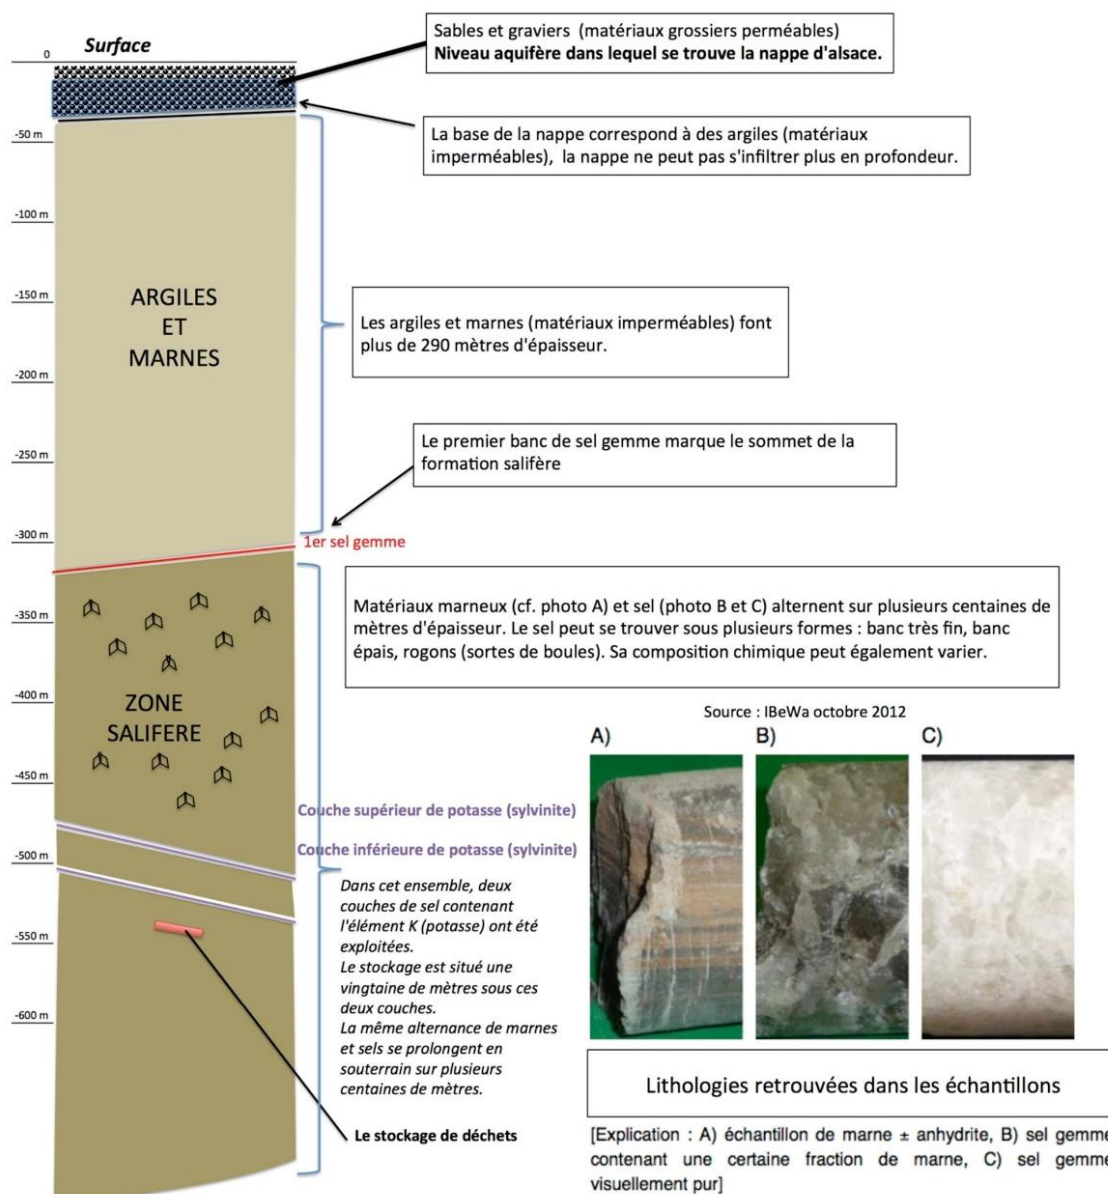 Surface
Sables et graviers (matériaux grossiers perméables)
Niveau aquifère dans lequel se trouve la nappe d'alsace.
0
-50 m
-100 m
-150 m
-200 m
-250 m
-300 m
-350 m
-400 m
-450 m
-500 m
-550 m
-600 m
La base de la nappe correspond à des argiles (matériaux
imperméables), la nappe ne peut pas s'infiltrer plus en profondeur.
ARGILES
ET
MARNES
Les argiles et marnes (matériaux imperméables) font
plus de 290 mètres d'épaisseur.
Le premier banc de sel gemme marque le sommet de la
formation salifère
1er sel gemme
Matériaux marneux (cf. photo A) et sel (photo B et C) alternent sur plusieurs centaines de
mètres d'épaisseur. Le sel peut se trouver sous plusieurs formes : banc très fin, banc
épais, rogons (sortes de boules). Sa composition chimique peut également varier.
ZONE
SALIFERE
Source : IBeWa octobre 2012
A)
B)
C)
Couche supérieur de potasse (sylvinite)
Couche inférieure de potasse (sylvinite)
Dans cet ensemble, deux
couches de sel contenant
l'élément K (potasse) ont été
exploitées.
Le stockage est situé une
vingtaine de mètres sous ces
deux couches.
La même alternance de marnes
et sels se prolongent en
souterrain sur plusieurs
centaines de mètres.
Le stockage de déchets
Lithologies retrouvées dans les échantillons
[Explication : A) échantillon de marne ± anhydrite, B) sel gemme
contenant une certaine fraction de marne, C) sel gemme
visuellement pur]